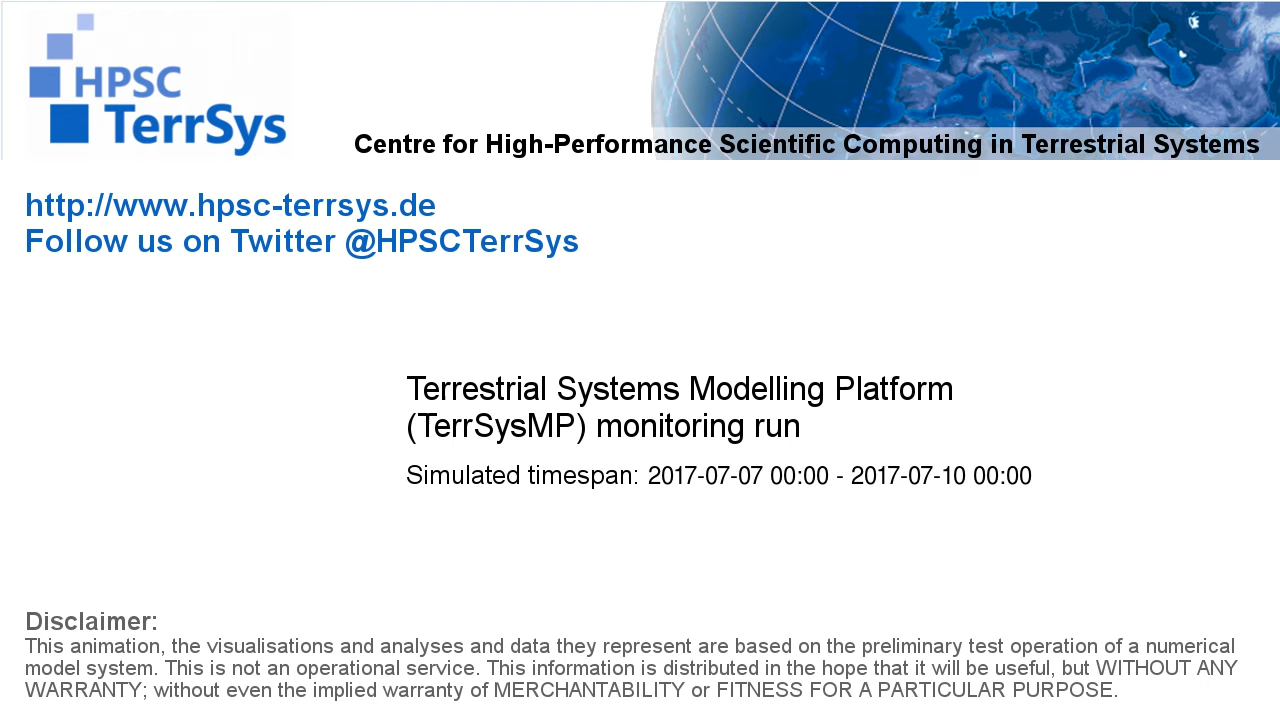 HPSC
TerrSys
Centre for High-Performance Scientific Computing in Terrestrial Systems
http://www.hpsc-terrsys.de
Follow us on Twitter @HPSCTerrSys
Terrestrial Systems Modelling Platform
(TerrSysMP) monitoring run
Simulated timespan: 2017-07-07 00:00 - 2017-07-10 00:00
Disclaimer:
This animation, the visualisations and analyses and data they represent are based on the preliminary test operation of a numerical
model system. This is not an operational service. This information is distributed in the hope that it will be useful, but WITHOUT ANY
WARRANTY; without even the implied warranty of MERCHANTABILITY or FITNESS FOR A PARTICULAR PURPOSE.